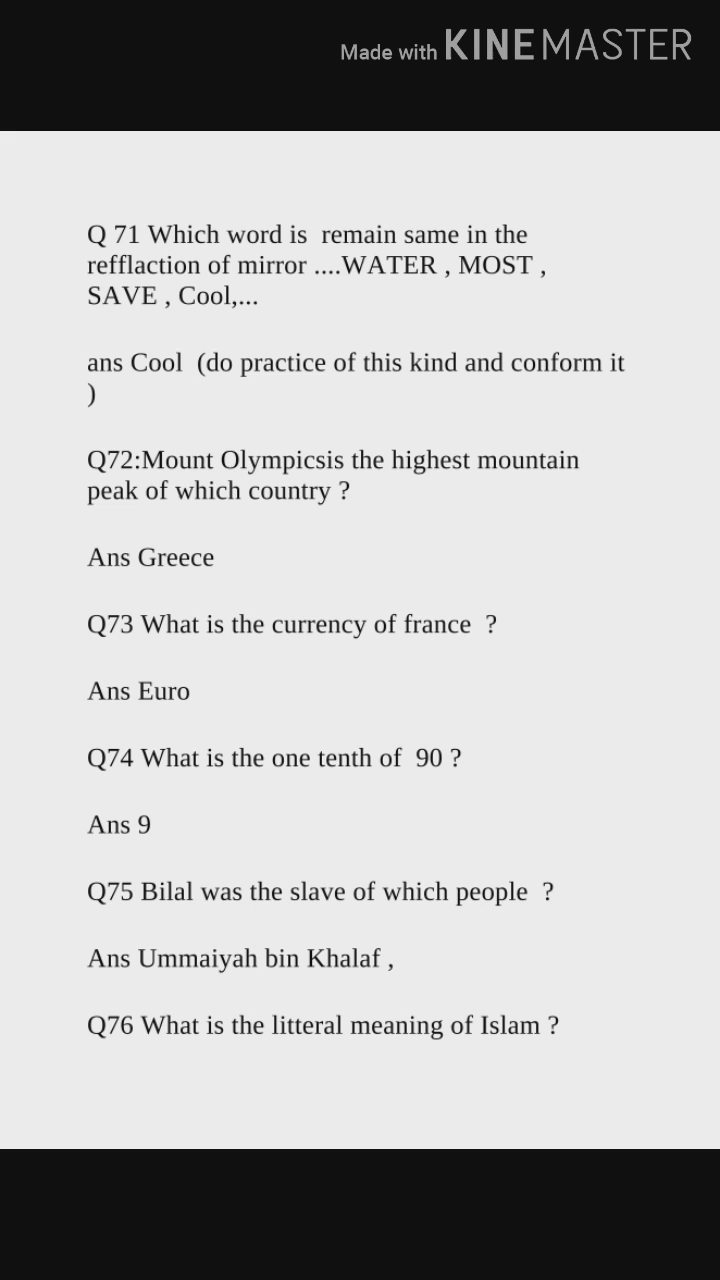 Made with KINEMASTER
Q 71 Which word is  remain same in the
refflaction of mirror ....WATER , MOST ,
SAVE , Cool,...
ans Cool  (do practice of this kind and conform it
)
Q72:Mount Olympicsis the highest mountain
peak of which country ?
Ans Greece
Q73 What is the currency of france  ?
Ans Euro
Q74 What is the one tenth of  90 ?
Ans 9
Q75 Bilal was the slave of which people  ?
Ans Ummaiyah bin Khalaf ,
Q76 What is the litteral meaning of Islam ?